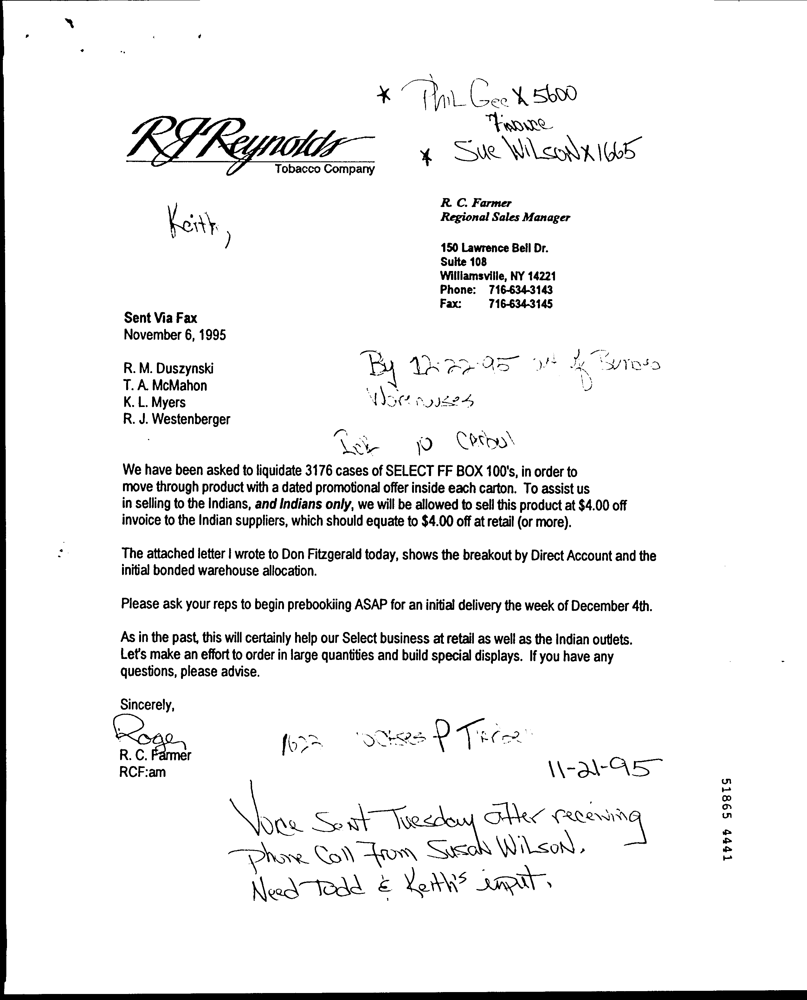 * Phil Gee X 5600
Finance
* Sue Wilson X1665
RJReynolds
Tobacco Company
Keith,
R. C. Farmer
Regional Sales Manager
150 Lawrence Bell Dr.
Suite 108
Williamsville, NY 14221
Phone: 716-634-3143
Fax: 716-634-3145
Sent Via Fax
November 6, 1995
R. M. Duszynski
T. A. McMahon
K. L. Myers
R. J. Westenberger
By 12-22-95
We have been asked to liquidate 3176 cases of SELECT FF BOX 100's, in order to
move through product with a dated promotional offer inside each carton. To assist us
in selling to the Indians, and Indians only, we will be allowed to sell this product at $4.00 off
invoice to the Indian suppliers, which should equate to $4.00 off at retail (or more).
The attached letter I wrote to Don Fitzgerald today, shows the breakout by Direct Account and the
initial bonded warehouse allocation.
Please ask your reps to begin prebookiing ASAP for an initial delivery the week of December 4th.
As in the past, this will certainly help our Select business at retail as well as the Indian outlets.
Let's make an effort to order in large quantities and build special displays. If you have any
questions, please advise.
Sincerely,
Roger
R. C. Farmer
RCF:am
11-21-95
Sent Tuesday after receiving
phone call from Susan Wilson.
Need Todd & Keith's input.
51865 4441